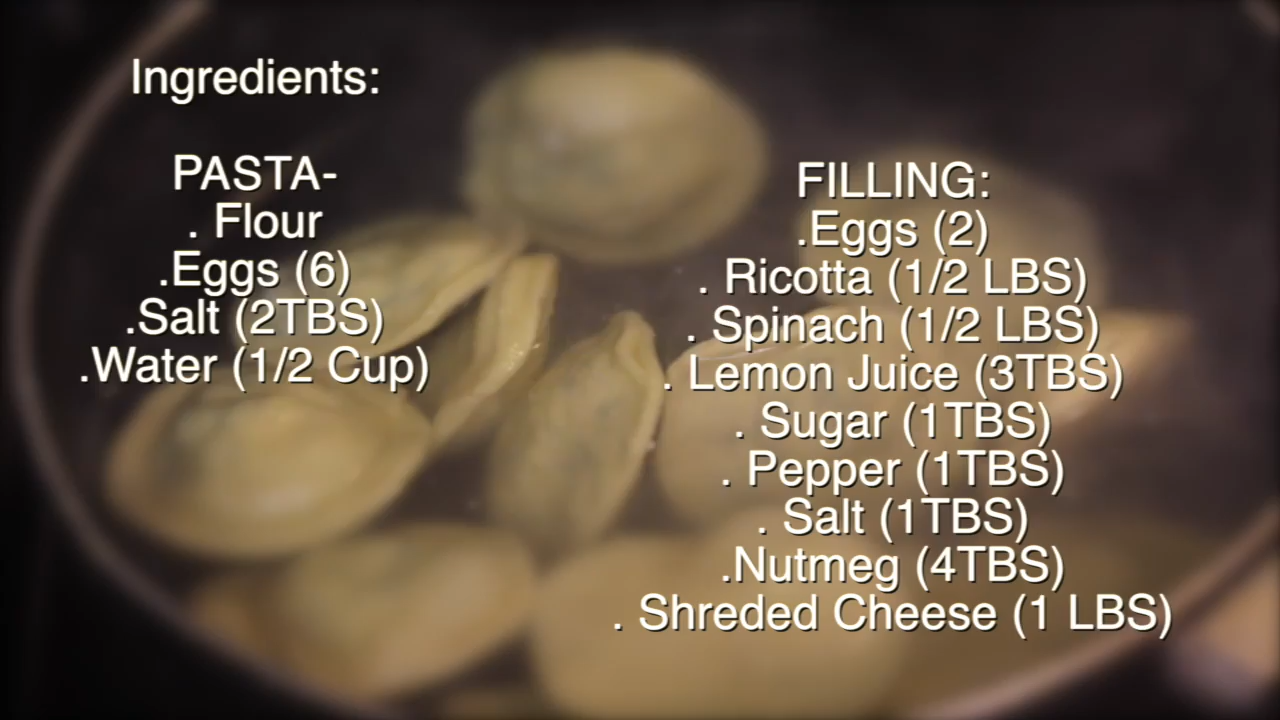 Ingredients:
PASTA-
. Flour
.Eggs (6)
.Salt (2TBS)
.Water (1/2 Cup)
FILLING:
.Eggs (2)
. Ricotta (1/2 LBS)
. Spinach (1/2 LBS)
. Lemon Juice (3TBS)
. Sugar (1TBS)
. Pepper (1TBS)
. Salt (1TBS)
.Nutmeg (4TBS)
. Shreded Cheese (1 LBS)